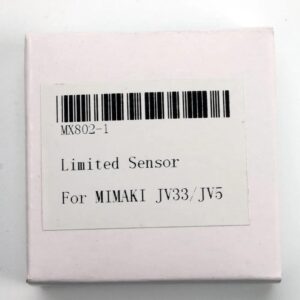 MX802-1
Limited Sensor
For MIMAKI JV33/JV5